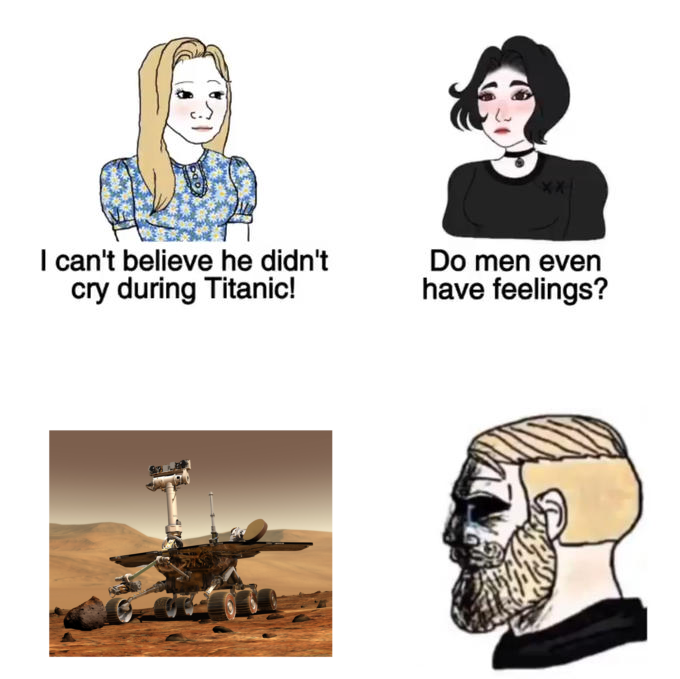 I can't believe he didn't
cry during Titanic!
Do men even
have feelings?